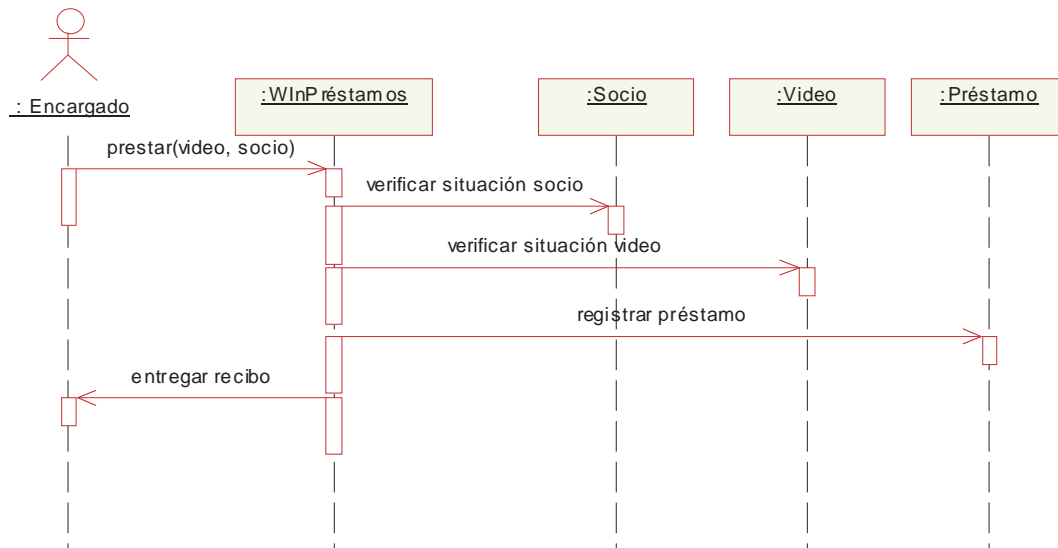 : Encargado
:WInPréstamos
:Socio
:Video
:Préstamo
prestar(video, socio)
verificar situación socio
verificar situación video
registrar préstamo
entregar recibo